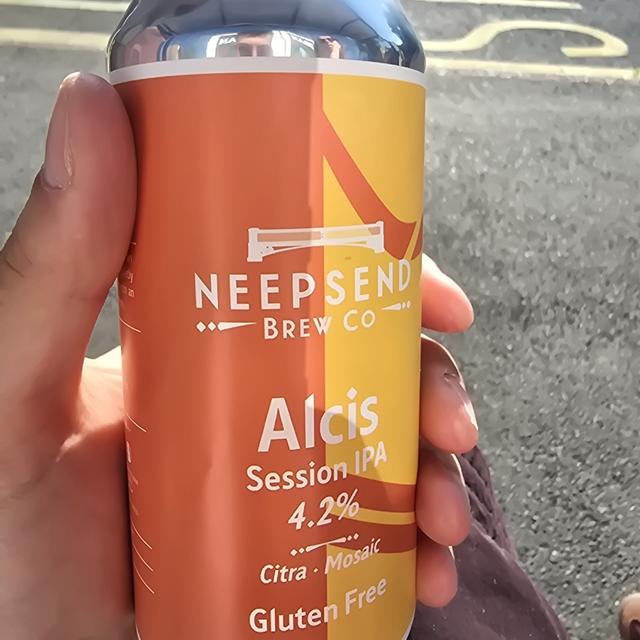 NEEPSEND
BREW CO
Alcis
Session IPA
4.2%
Citra · Mosaic
Gluten Free